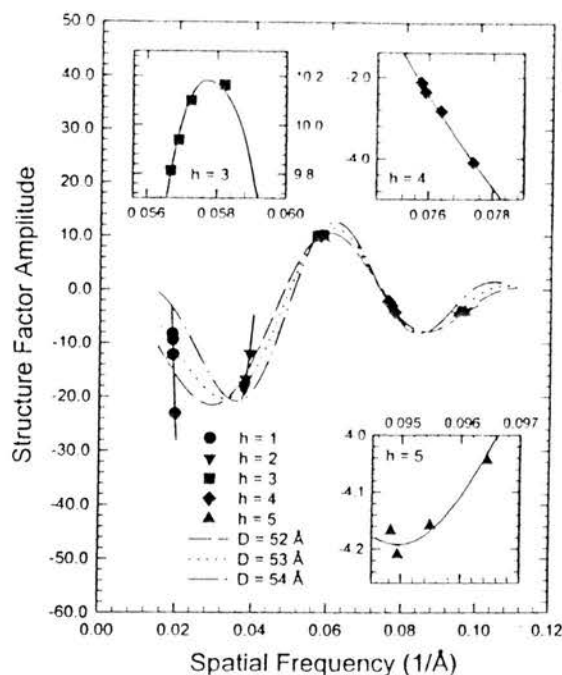 50.0
40.0
30.0
20.0
10.0
0.0
-10.0
-20.0
-30.0
-40.0
-50.0
-60.0
Structure Factor Amplitude
0.00 0.02 0.04 0.06 0.08 0.10 0.12
Spatial Frequency (1/Å)
10.2
10.0
9.8
h = 3
0.056 0.058 0.060
-2.0
-4.0
h = 4
0.076 0.078
h = 1
h = 2
h = 3
h = 4
h = 5
D = 52 Å
D = 53 Å
D = 54 Å
0.095 0.096 0.097
h = 5
-4.0
-4.1
-4.2